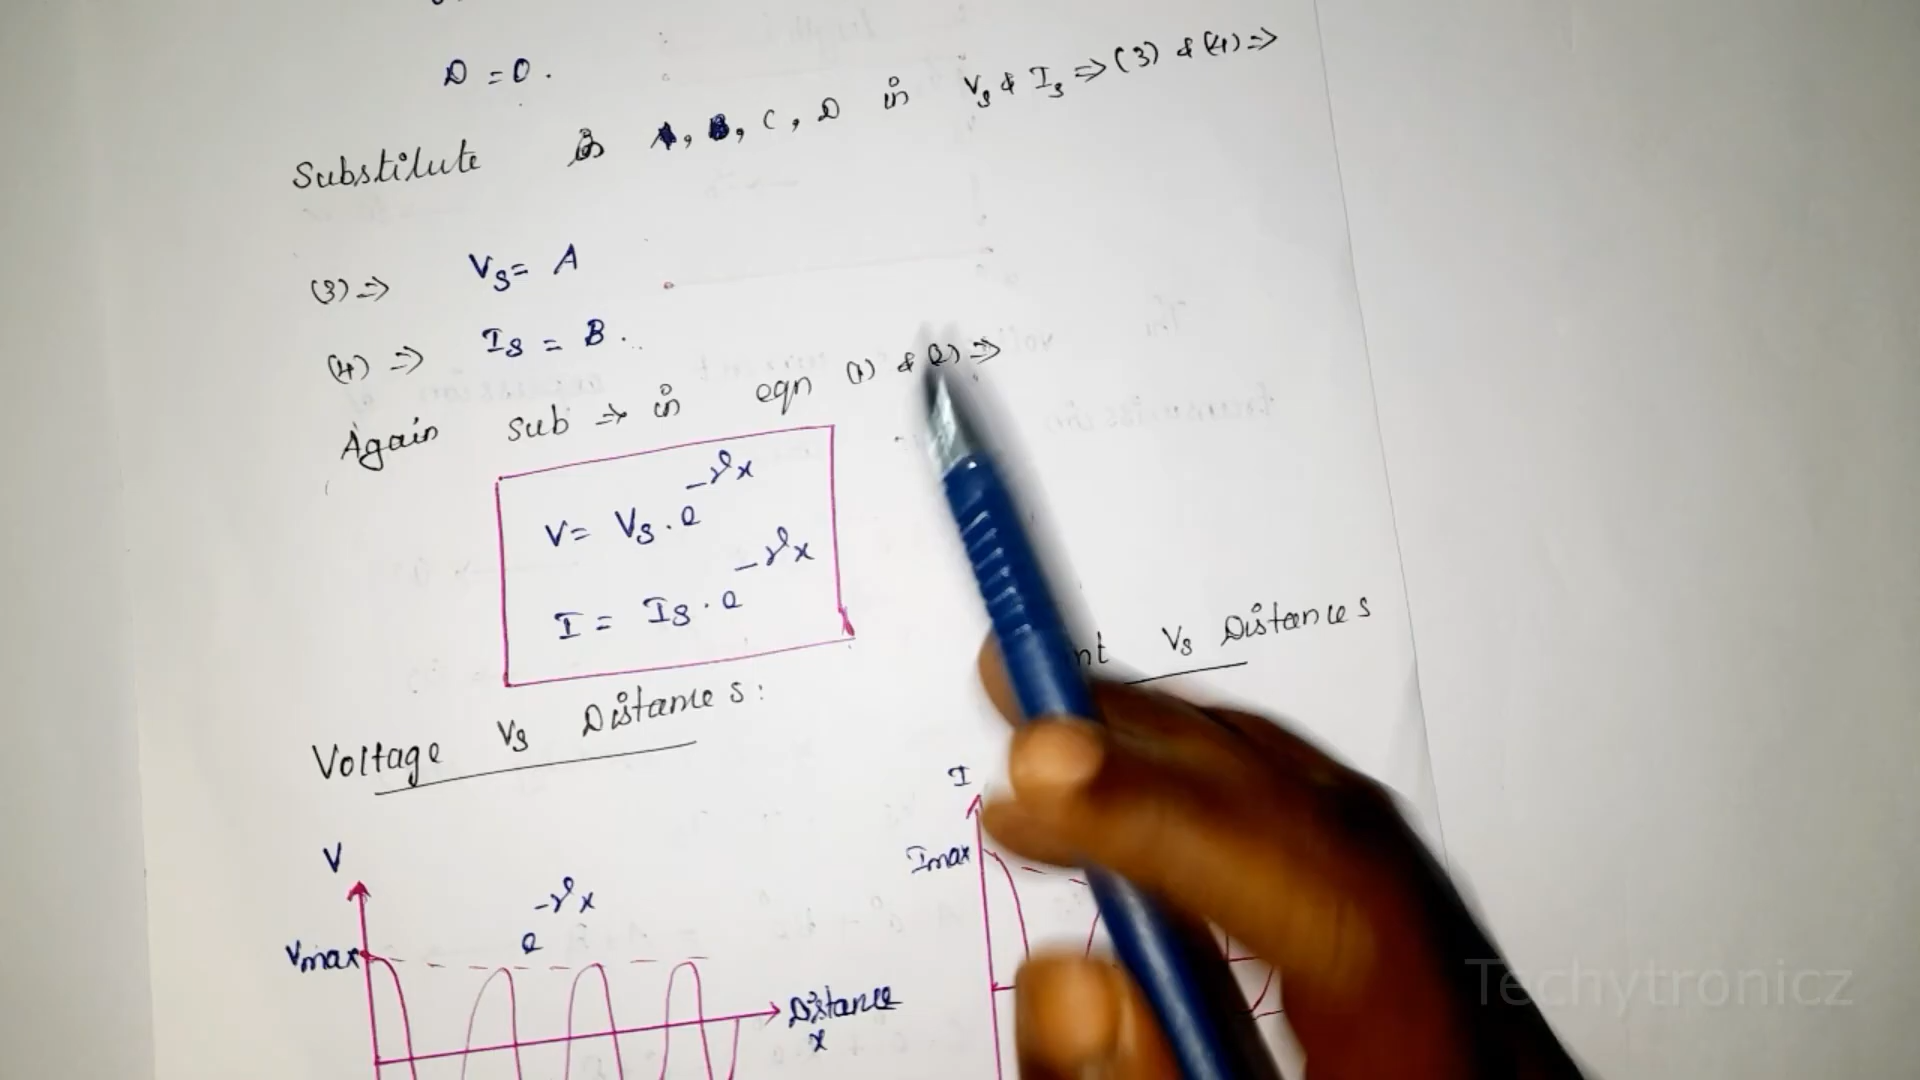 D = 0.
Substitute A, B, C, D in Vs & Is ⇒ (3) & (4) ⇒
(3) ⇒ Vs = A
(4) ⇒ Is = B.
Again sub → in eqn (1) & (2) ⇒
V = Vs . e^-γx
I = Is . e^-γx
Voltage Vs Distances:
nt Vs Distances
V
Vmax
e^-γx
Distance
x
I
Imax
Techytronicz